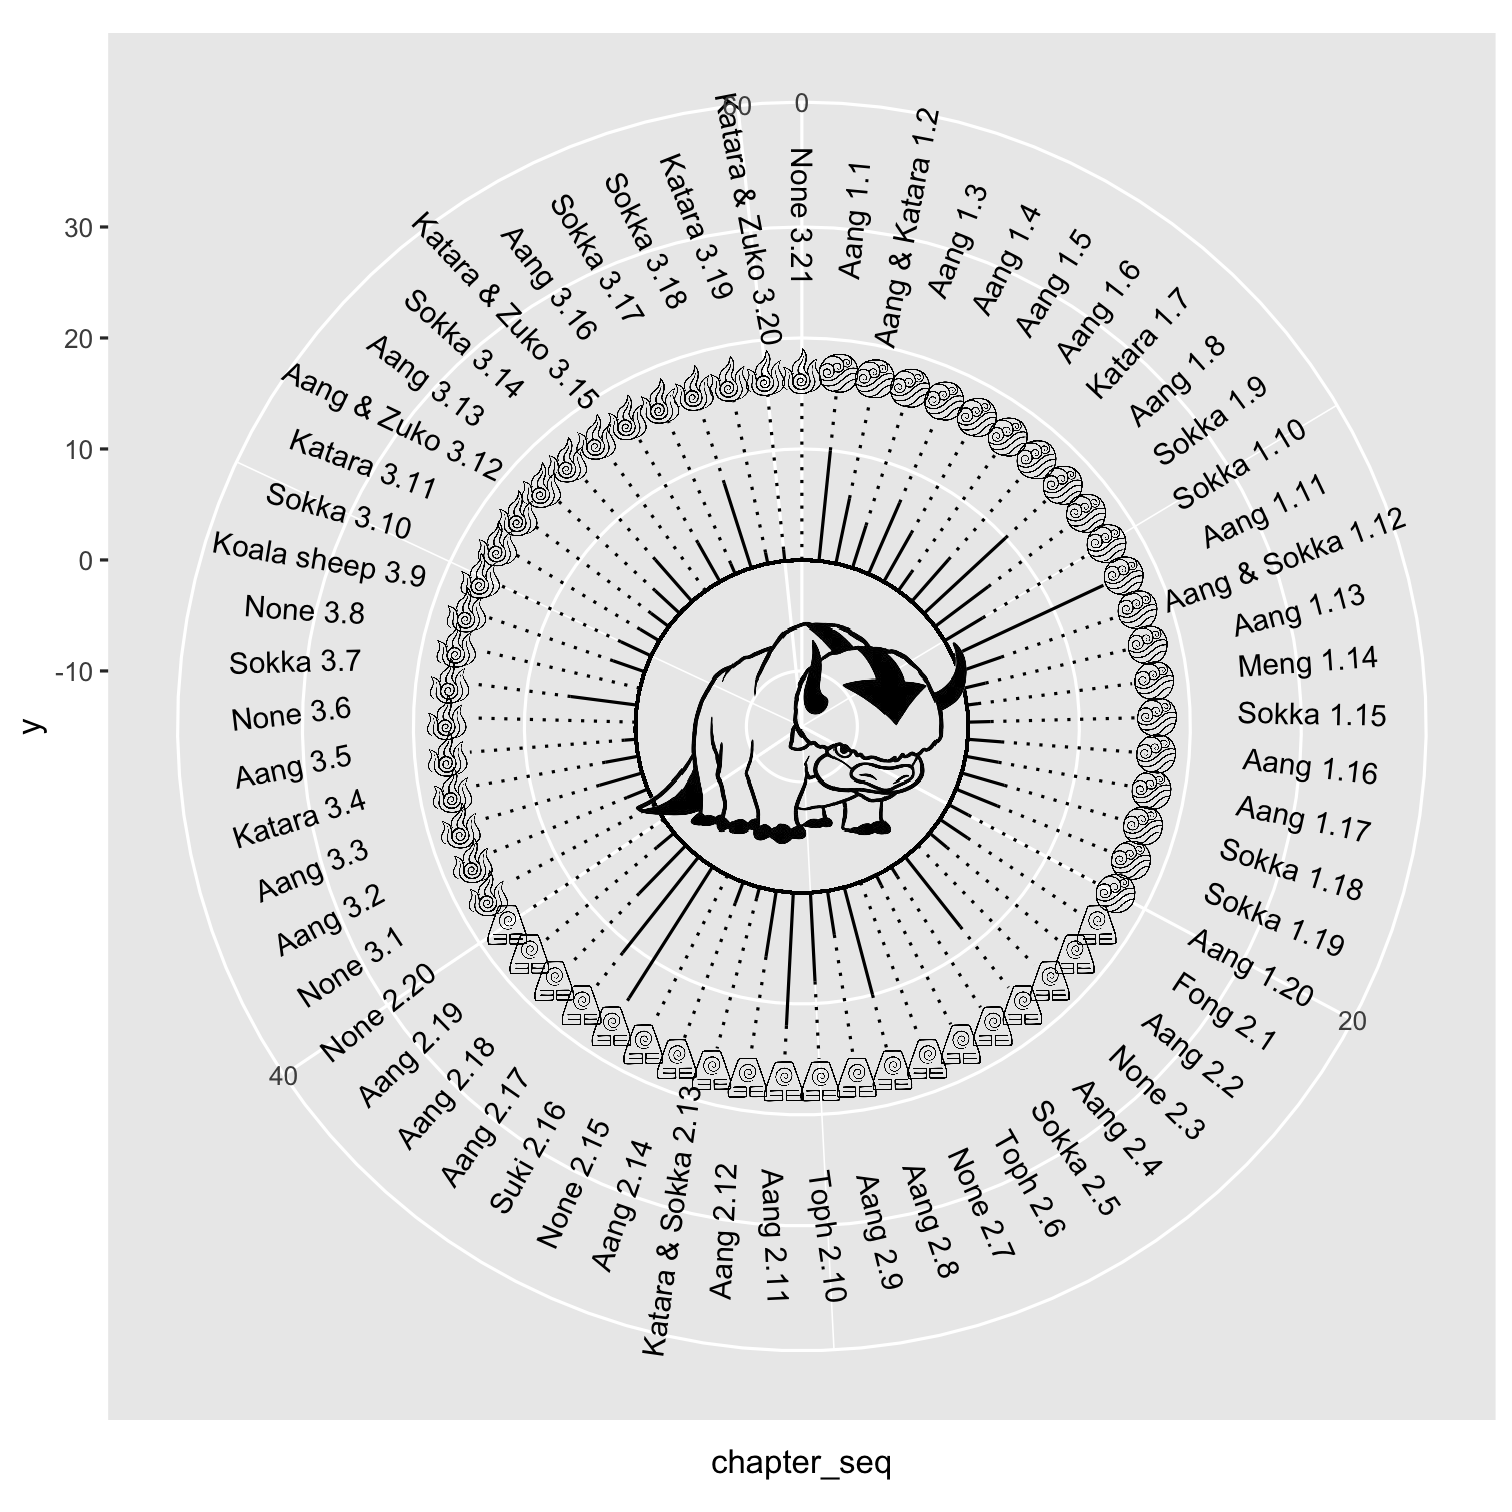 0
None 3.21
Aang 1.1
Aang & Katara 1.2
Aang 1.3
Aang 1.4
Aang 1.5
Aang 1.6
Katara 1.7
Aang 1.8
Sokka 1.9
Sokka 1.10
Aang 1.11
Aang & Sokka 1.12
Aang 1.13
Meng 1.14
Sokka 1.15
Aang 1.16
Aang 1.17
Sokka 1.18
Sokka 1.19
Aang 1.20
20
Fong 2.1
Aang 2.2
None 2.3
Aang 2.4
Sokka 2.5
Toph 2.6
None 2.7
Aang 2.8
Aang 2.9
Toph 2.10
Aang 2.11
Aang 2.12
Katara & Sokka 2.13
Aang 2.14
None 2.15
Suki 2.16
Aang 2.17
Aang 2.18
Aang 2.19
None 2.20
40
None 3.1
Aang 3.2
Aang 3.3
Katara 3.4
Aang 3.5
None 3.6
Sokka 3.7
None 3.8
Koala sheep 3.9
Sokka 3.10
Katara 3.11
Aang & Zuko 3.12
Aang 3.13
Sokka 3.14
Katara & Zuko 3.15
Aang 3.16
Sokka 3.17
Sokka 3.18
Katara 3.19
Katara & Zuko 3.20
60
30
20
10
0
-10
y
chapter_seq